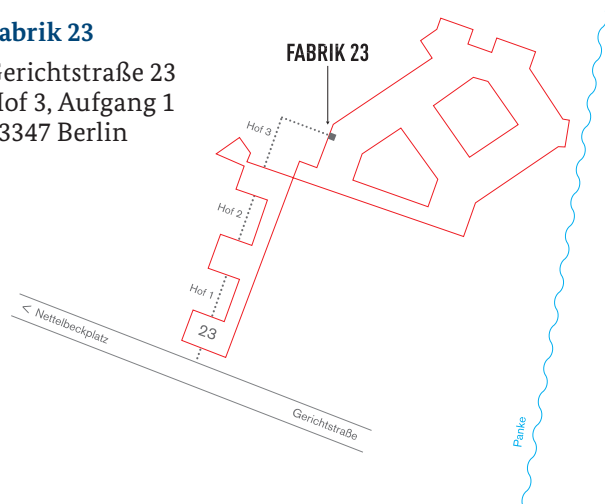 abrik 23
erichtstraße 23
Hof 3, Aufgang 1
3347 Berlin
FABRIK 23
Hof 3
Hof 2
Hof 1
23
< Nettelbeckplatz
Gerichtstraße
Panke